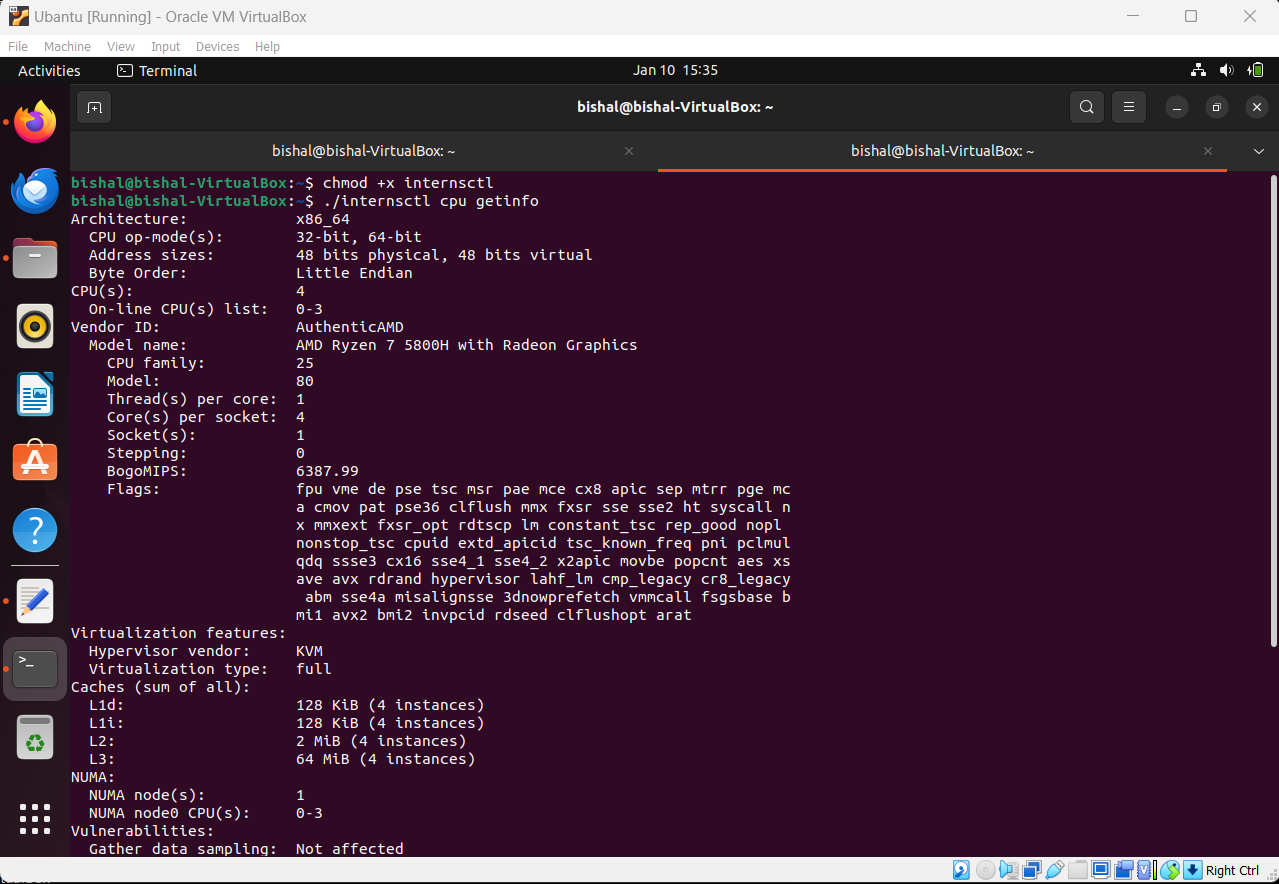 Ubantu [Running] - Oracle VM VirtualBox
File Machine View Input Devices Help
Activities Terminal Jan 10 15:35
bishal@bishal-VirtualBox: ~
bishal@bishal-VirtualBox: ~ bishal@bishal-VirtualBox: ~
bishal@bishal-VirtualBox:~$ chmod +x internsctl
bishal@bishal-VirtualBox:~$ ./internsctl cpu getinfo
Architecture: x86_64
CPU op-mode(s): 32-bit, 64-bit
Address sizes: 48 bits physical, 48 bits virtual
Byte Order: Little Endian
CPU(s): 4
On-line CPU(s) list: 0-3
Vendor ID: AuthenticAMD
Model name: AMD Ryzen 7 5800H with Radeon Graphics
CPU family: 25
Model: 80
Thread(s) per core: 1
Core(s) per socket: 4
Socket(s): 1
Stepping: 0
BogoMIPS: 6387.99
Flags: fpu vme de pse tsc msr pae mce cx8 apic sep mtrr pge mc
a cmov pat pse36 clflush mmx fxsr sse sse2 ht syscall n
x mmxext fxsr_opt rdtscp lm constant_tsc rep_good nopl
nonstop_tsc cpuid extd_apicid tsc_known_freq pni pclmul
qdq ssse3 cx16 sse4_1 sse4_2 x2apic movbe popcnt aes xs
ave avx rdrand hypervisor lahf_lm cmp_legacy cr8_legacy
abm sse4a misalignsse 3dnowprefetch vmmcall fsgsbase b
mi1 avx2 bmi2 invpcid rdseed clflushopt arat
Virtualization features:
Hypervisor vendor: KVM
Virtualization type: full
Caches (sum of all):
L1d: 128 KiB (4 instances)
L1i: 128 KiB (4 instances)
L2: 2 MiB (4 instances)
L3: 64 MiB (4 instances)
NUMA:
NUMA node(s): 1
NUMA node0 CPU(s): 0-3
Vulnerabilities:
Gather data sampling: Not affected
Right Ctrl